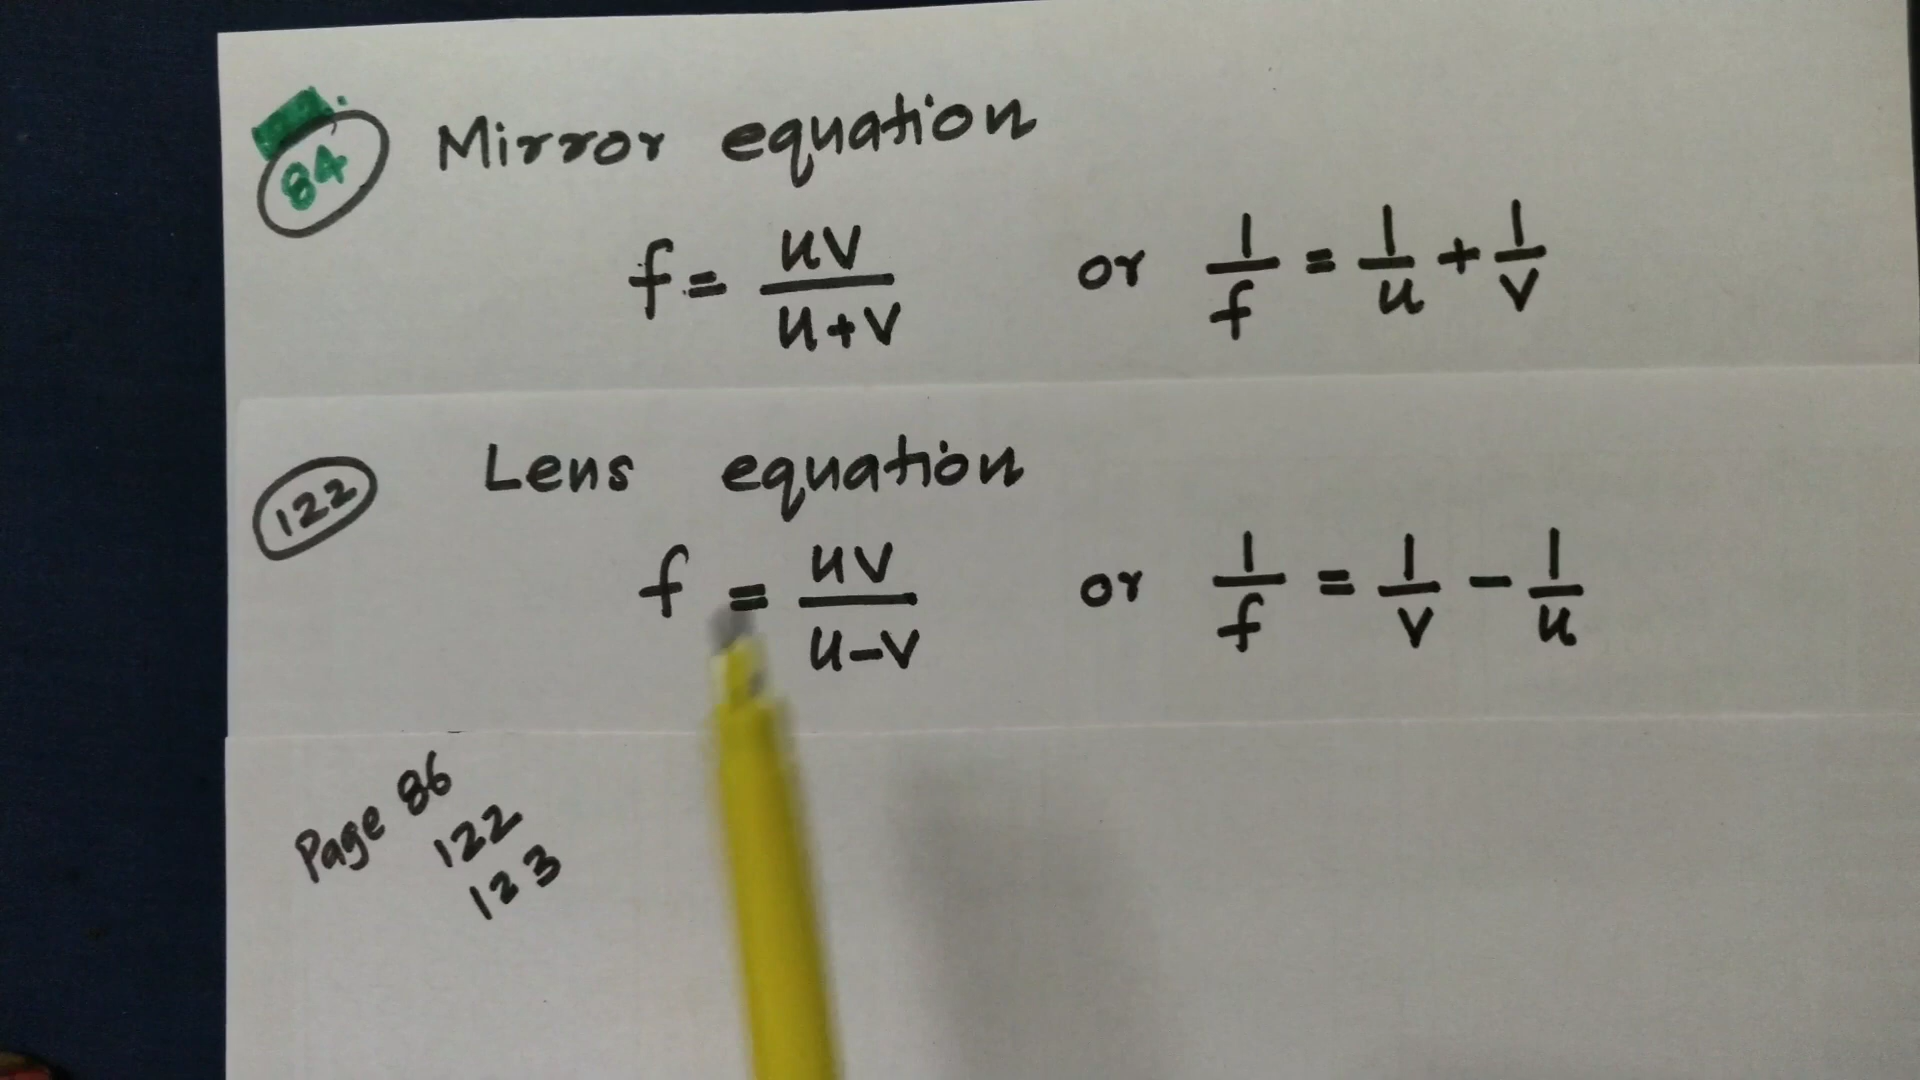 84 Mirror equation
f = uv/u+v or 1/f = 1/u + 1/v
122 Lens equation
f = uv/u-v or 1/f = 1/v - 1/u
Page 86
122
123